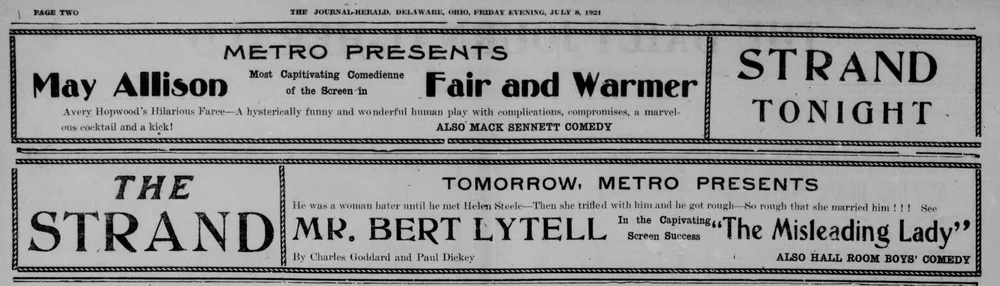 PAGE TWO
THE JOURNAL-HERALD, DELAWARE, OHIO, FRIDAY EVENING, JULY 8, 1921
METRO PRESENTS
May Allison
Most Capitivating Comedienne
of the Screen in
Fair and Warmer
Avery Hopwood's Hilarious Farce—A hysterically funny and wonderful human play with complications, compromises, a marvel-
ous cocktail and a kick!
ALSO MACK SENNETT COMEDY
STRAND
TONIGHT
THE
STRAND
TOMORROW, METRO PRESENTS
He was a woman hater until he met Helen Steele—Then she trifled with him and he got rough—So rough that she married him ! ! ! See
MR. BERT LYTELL
In the Capivating
Screen Success
"The Misleading Lady"
By Charles Goddard and Paul Dickey
ALSO HALL ROOM BOYS' COMEDY